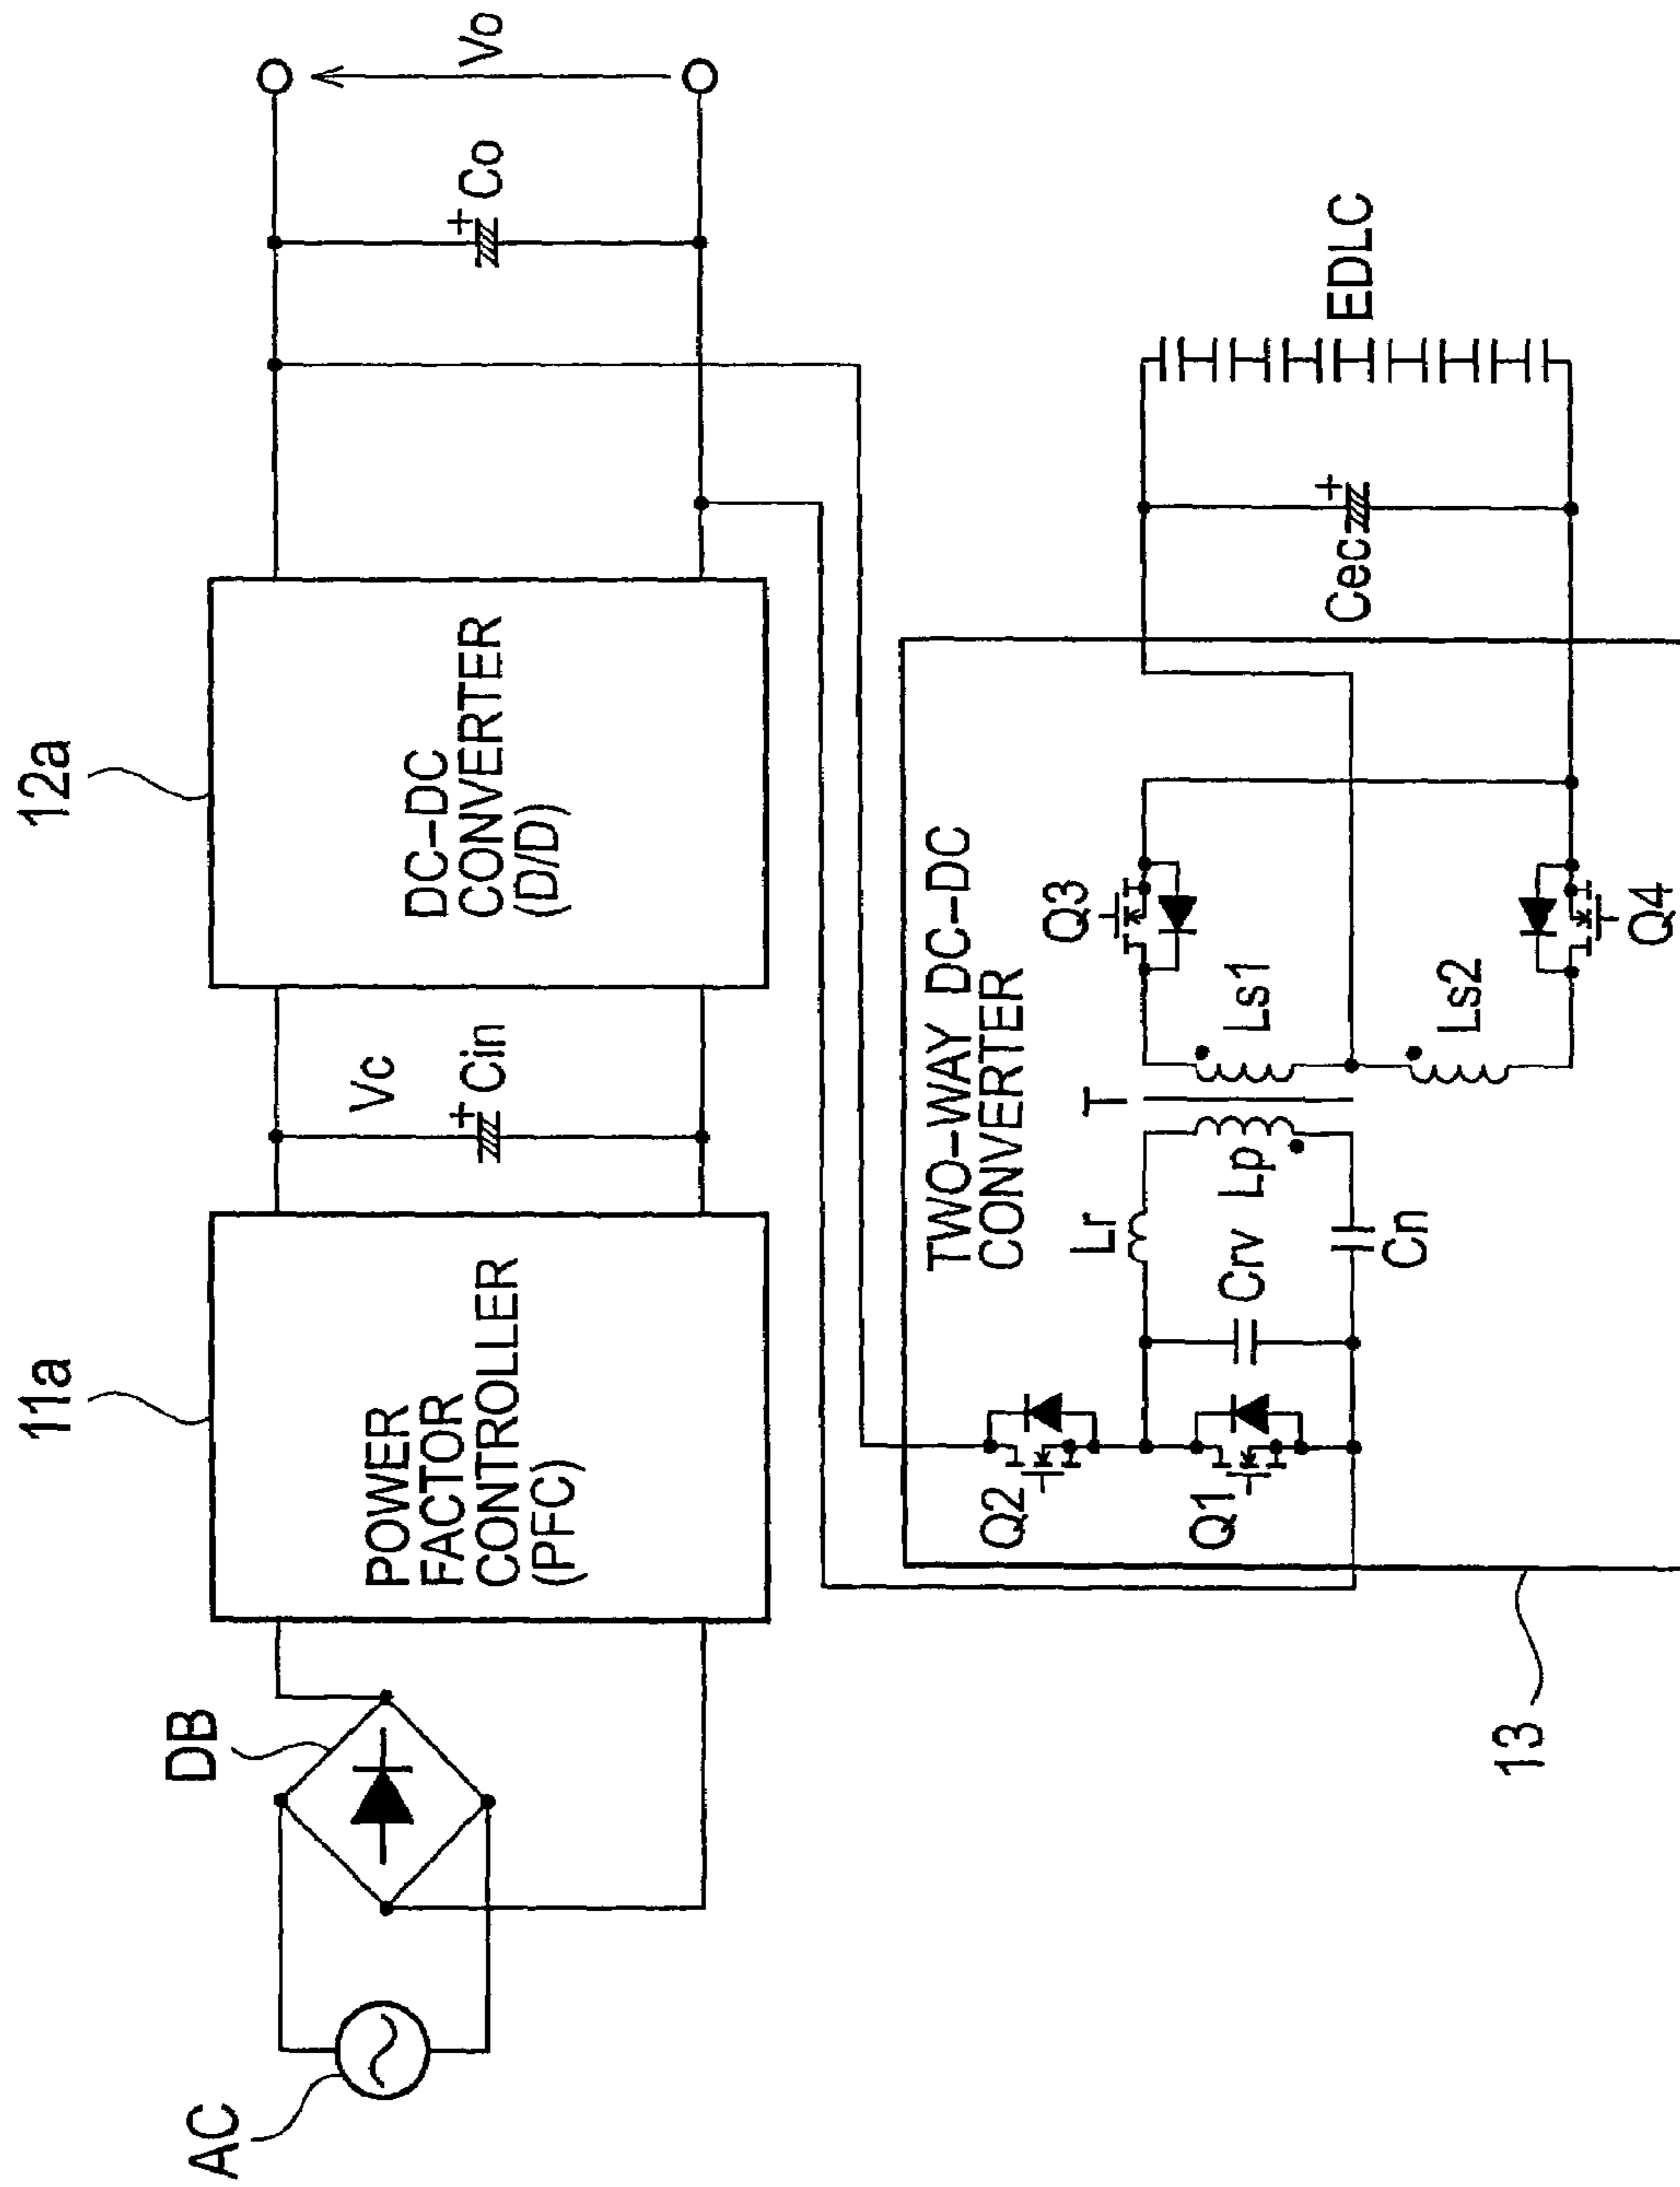 11a
12a
DB
AC
POWER
FACTOR
CONTROLLER
(PFC)
Vc
+
Cin
DC-DC
CONVERTER
(D/D)
+
Co
Vo
TWO-WAY DC-DC
CONVERTER
Q2
Q1
Lr
Crv
Lp
Cn
T
Ls1
Ls2
Q3
Q4
Cec
+
EDLC
13